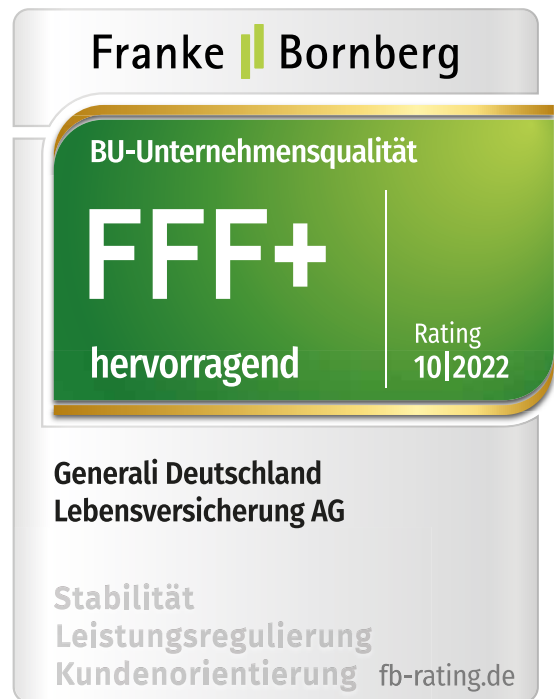 Franke Bornberg
BU-Unternehmensqualität
FFF+
hervorragend
Rating
10|2022
Generali Deutschland
Lebensversicherung AG
Stabilität
Leistungsregulierung
Kundenorientierung
fb-rating.de